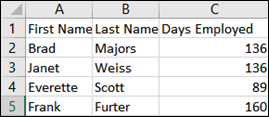 A B C
1 First Name Last Name Days Employed
2 Brad Majors 136
3 Janet Weiss 136
4 Everette Scott 89
5 Frank Furter 160